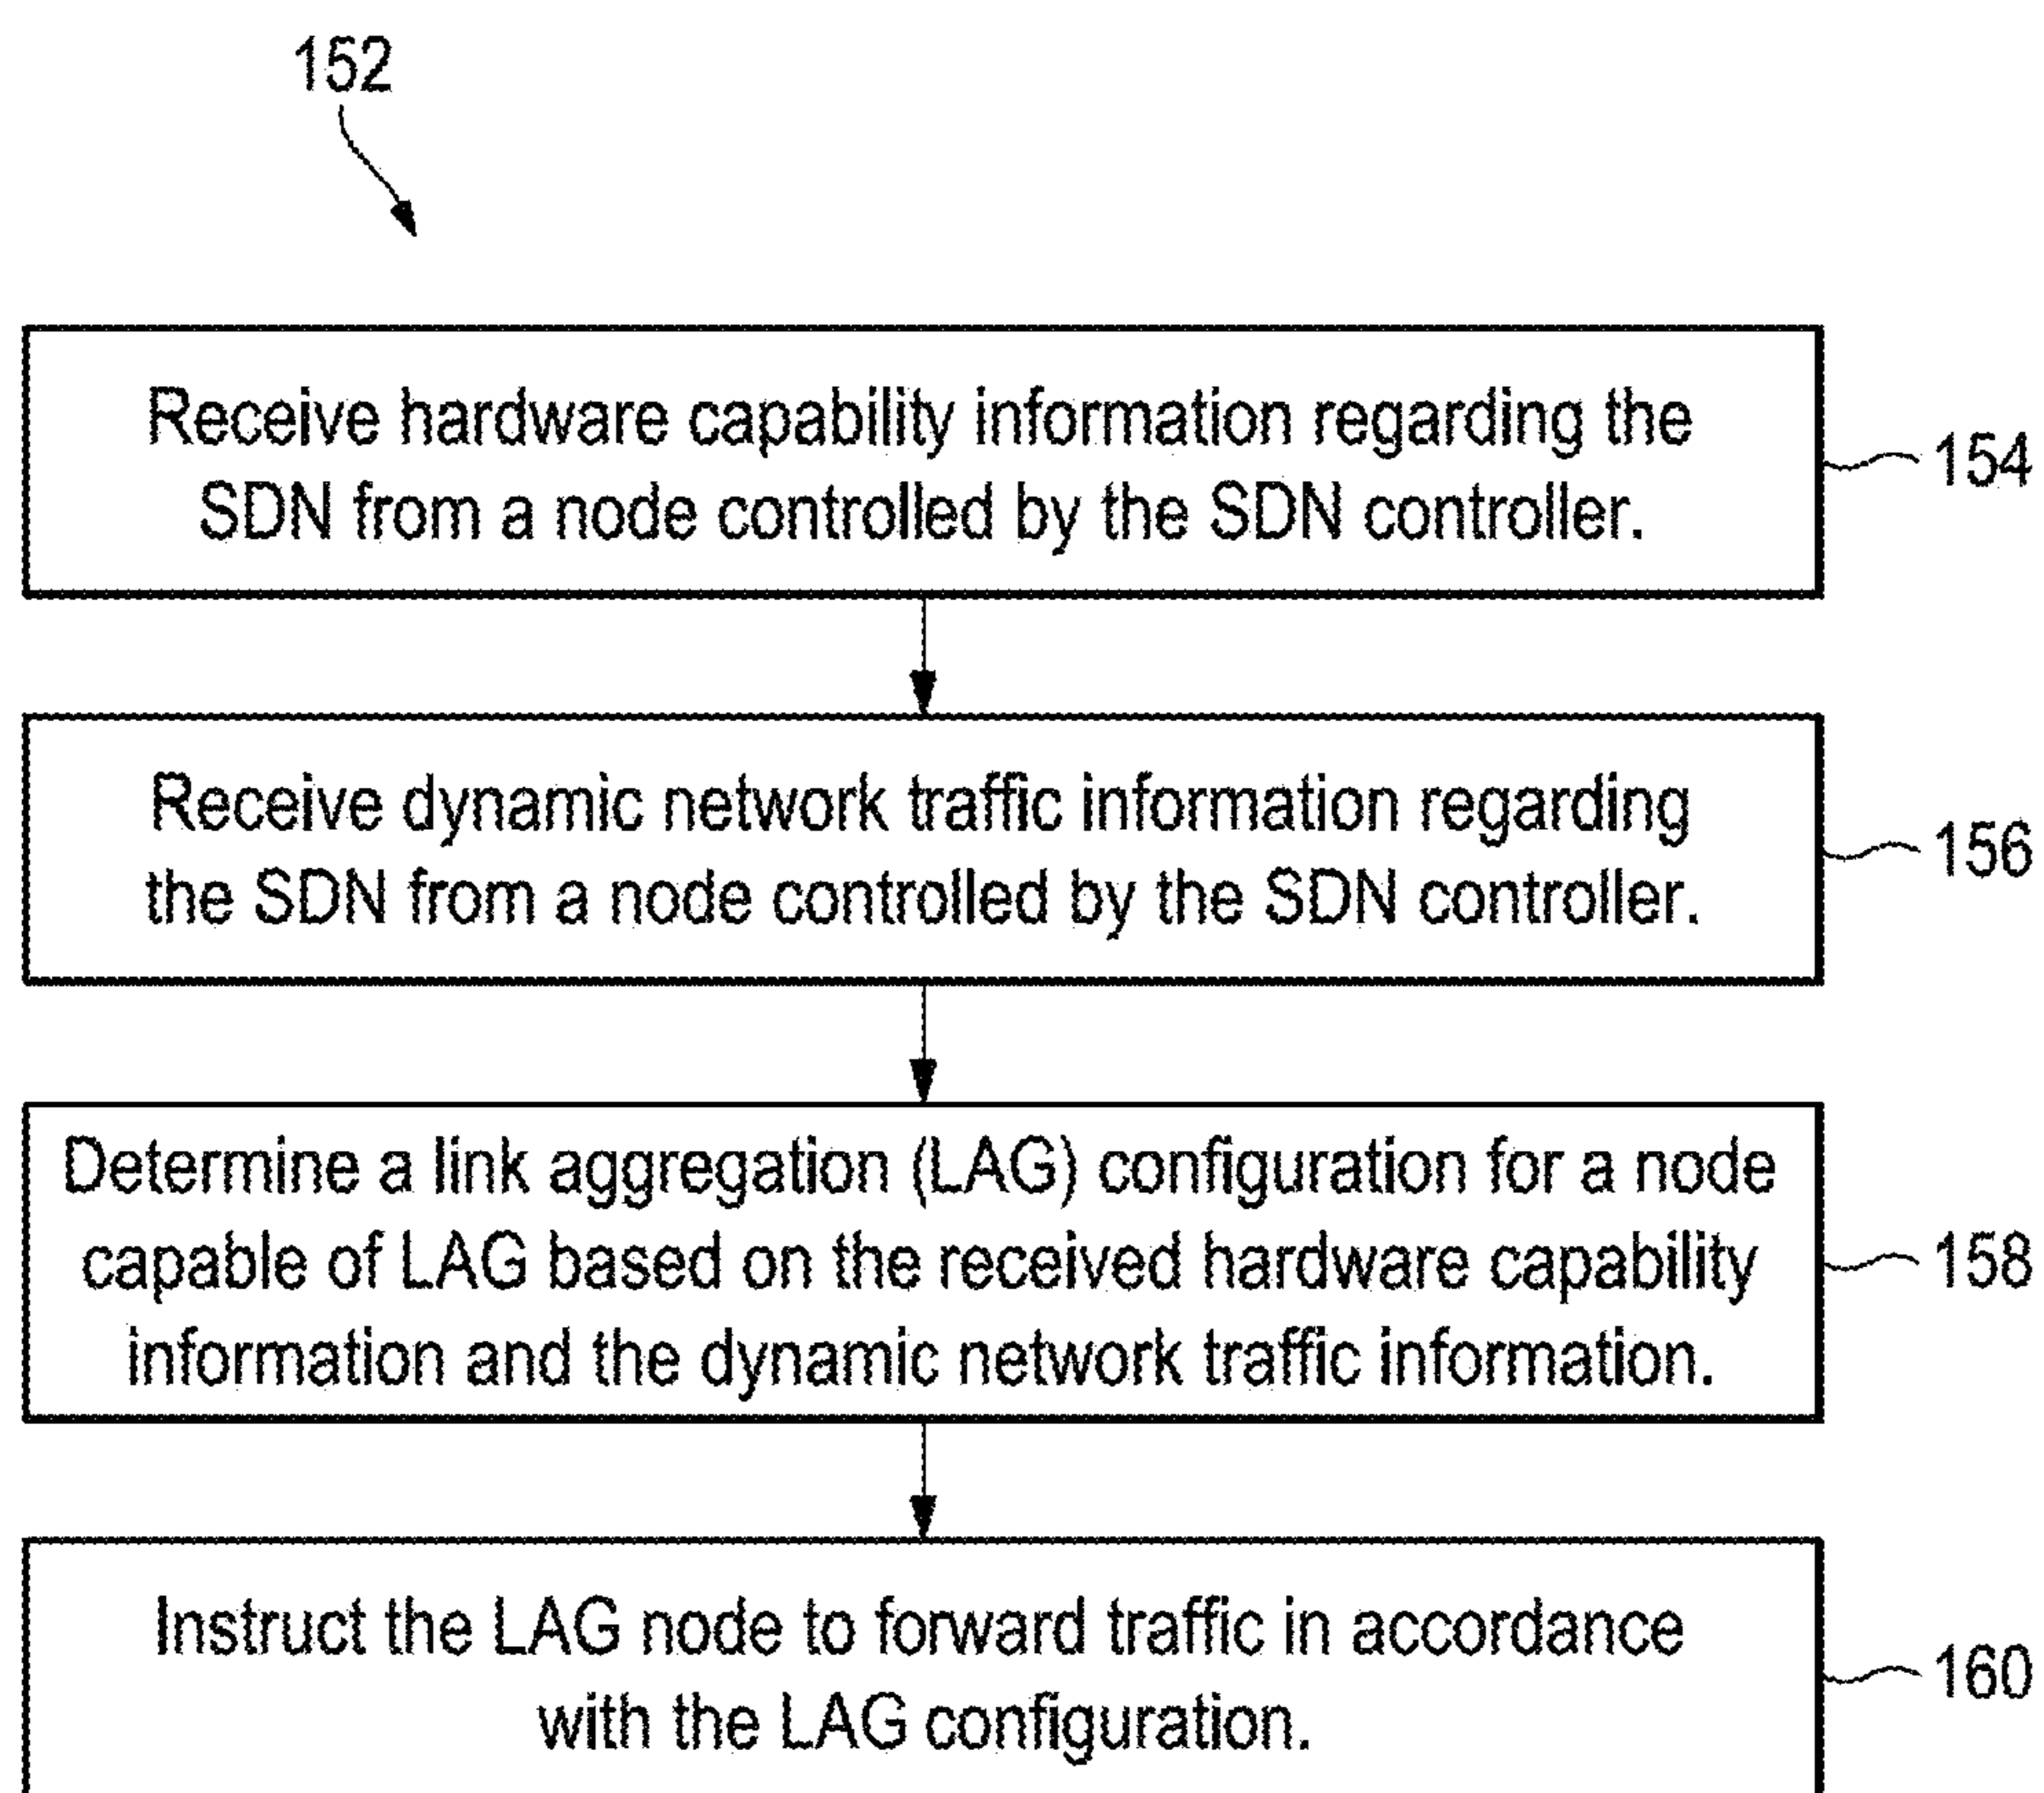 152
Receive hardware capability information regarding the
SDN from a node controlled by the SDN controller.
154
Receive dynamic network traffic information regarding
the SDN from a node controlled by the SDN controller.
156
Determine a link aggregation (LAG) configuration for a node
capable of LAG based on the received hardware capability
information and the dynamic network traffic information.
158
Instruct the LAG node to forward traffic in accordance
with the LAG configuration.
160